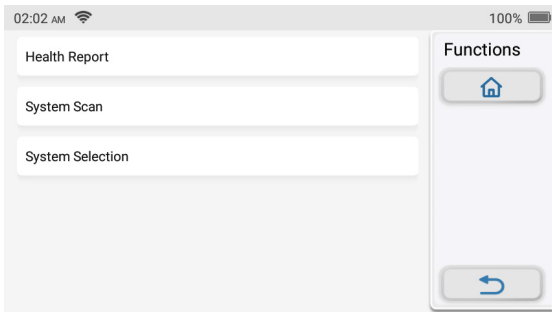 02:02 AM
100%
Health Report
System Scan
System Selection
Functions